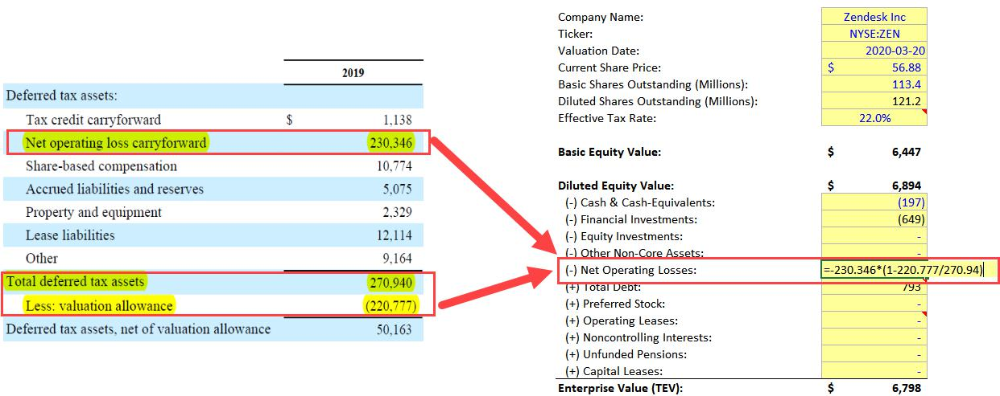 2019
Deferred tax assets:
Tax credit carryforward $ 1,138
Net operating loss carryforward 230,346
Share-based compensation 10,774
Accrued liabilities and reserves 5,075
Property and equipment 2,329
Lease liabilities 12,114
Other 9,164
Total deferred tax assets 270,940
Less: valuation allowance (220,777)
Deferred tax assets, net of valuation allowance 50,163
Company Name: Zendesk Inc
Ticker: NYSE:ZEN
Valuation Date: 2020-03-20
Current Share Price: $ 56.88
Basic Shares Outstanding (Millions): 113.4
Diluted Shares Outstanding (Millions): 121.2
Effective Tax Rate: 22.0%
Basic Equity Value: $ 6,447
Diluted Equity Value: $ 6,894
(-) Cash & Cash-Equivalents: (197)
(-) Financial Investments: (649)
(-) Equity Investments: -
(-) Other Non-Core Assets: -
(-) Net Operating Losses: =-230.346*(1-220.777/270.94)
(+) Total Debt: 793
(+) Preferred Stock: -
(+) Operating Leases: -
(+) Noncontrolling Interests: -
(+) Unfunded Pensions: -
(+) Capital Leases: -
Enterprise Value (TEV): $ 6,798